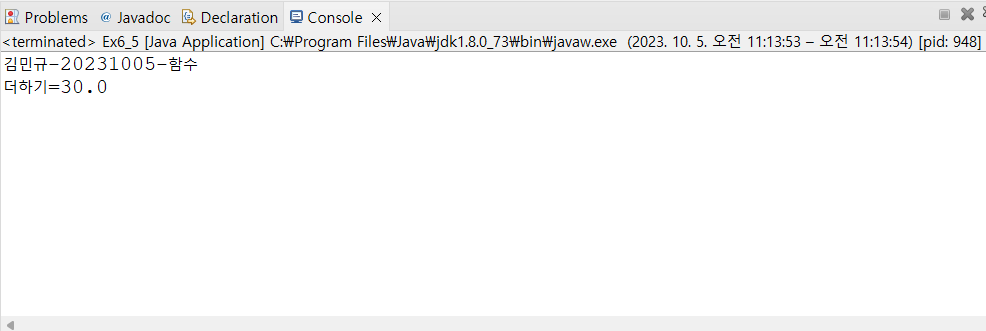 Problems @ Javadoc Declaration Console
<terminated> Ex6_5 [Java Application] C:₩Program Files₩Java₩jdk1.8.0_73₩bin₩javaw.exe (2023. 10. 5. 오전 11:13:53 – 오전 11:13:54) [pid: 948]
김민규-20231005-함수
더하기=30.0